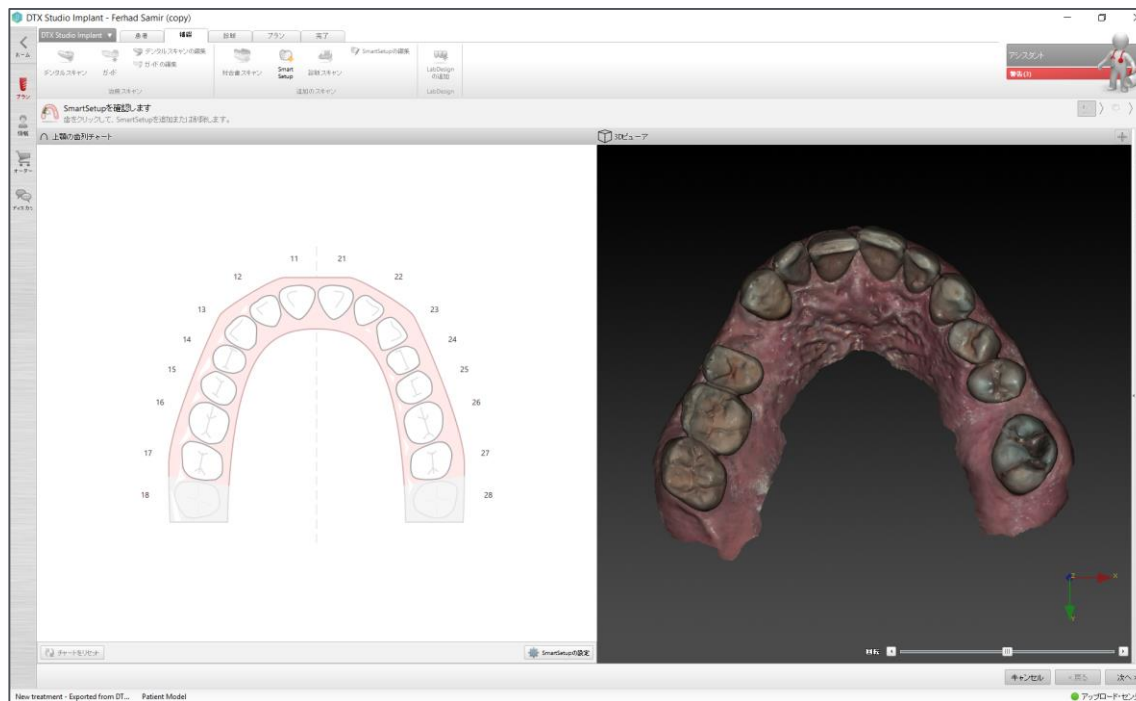 DTX Studio Implant - Ferhad Samir (copy)
DTX Studio Implant ▼
患者
補綴
診断
プラン
完了
ホーム
プラン
情報
オーダー
デンタルスキャン
ガイド
デンタルスキャンの編集
ガイドの編集
対合歯スキャン
Smart
Setup
診断スキャン
SmartSetupの編集
追加のスキャン
LabDesign
の追加
LabDesign
アシスタント
警告(3)
SmartSetupを確認します
歯をクリックして、SmartSetupを追加または削除します。
上顎の歯列チャート
3Dビューア
11
21
12
22
13
23
14
24
15
25
16
26
17
27
18
28
Z
X
Y
チャートをリセット
SmartSetupの設定
回転
キャンセル
< 戻る
次へ >
New treatment - Exported from DT...
Patient Model
アップロード・センタ